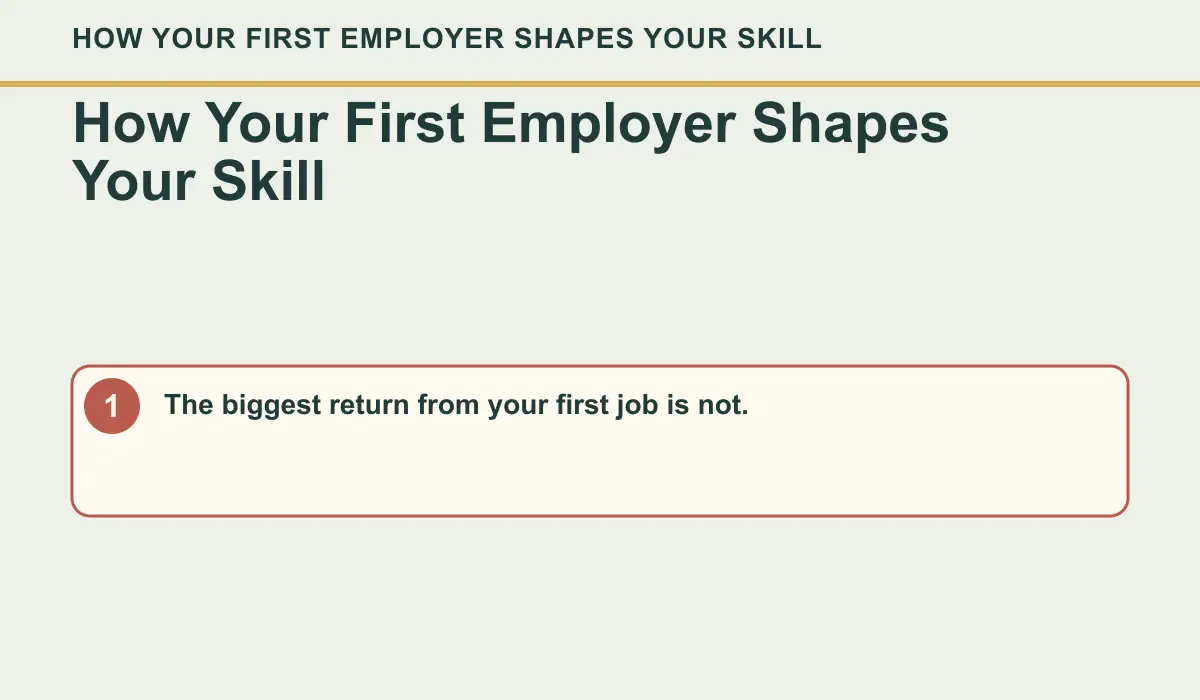 HOW YOUR FIRST EMPLOYER SHAPES YOUR SKILL
How Your First Employer Shapes
Your Skill
1
The biggest return from your first job is not.